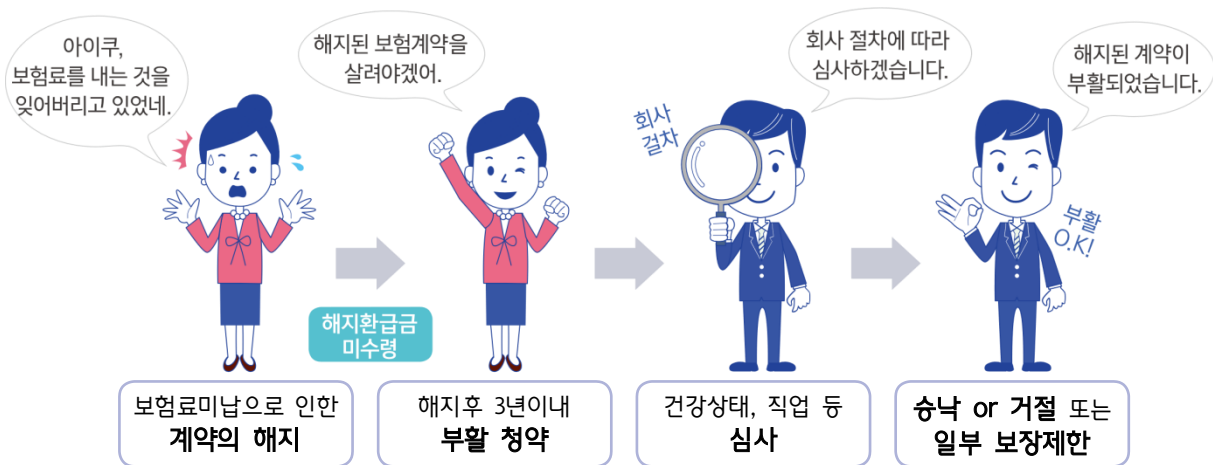 아이쿠,
보험료를 내는 것을
잊어버리고 있었네.
해지된 보험계약을
살려야겠어.
회사 절차에 따라
심사하겠습니다.
해지된 계약이
부활되었습니다.
회사
걸차
부활
O.K!
해지환급금
미수령
보험료미납으로 인한
계약의 해지
해지후 3년이내
부활 청약
건강상태, 직업 등
심사
승낙 or 거절 또는
일부 보장제한